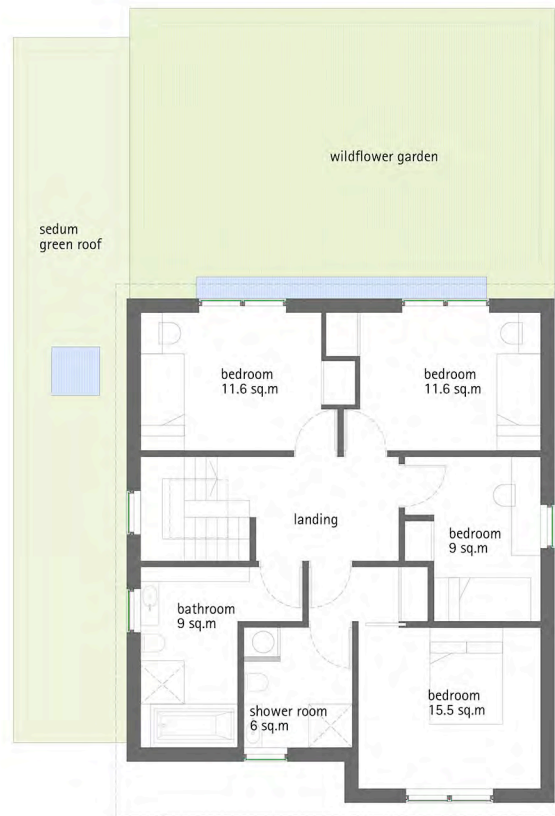 wildflower garden
sedum
green roof
bedroom
11.6 sq.m
bedroom
11.6 sq.m
landing
bedroom
9 sq.m
bathroom
9 sq.m
bedroom
15.5 sq.m
shower room
6 sq.m